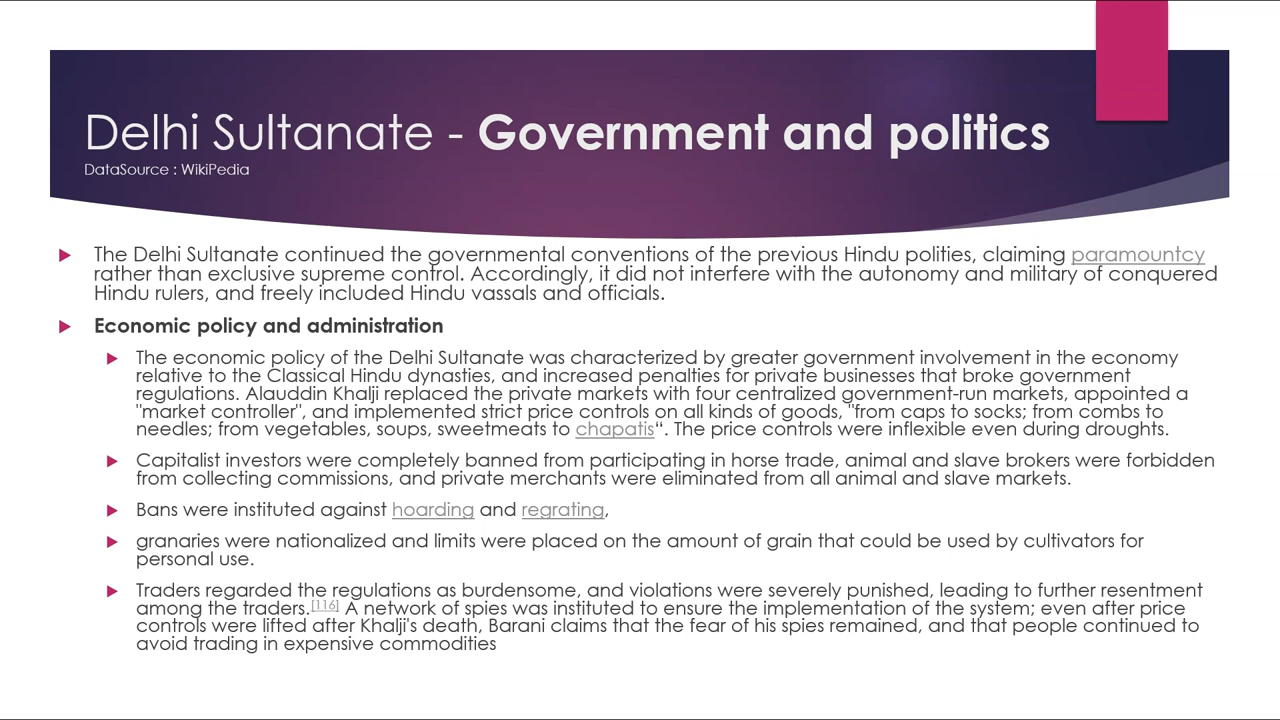 Delhi Sultanate - Government and politics
DataSource : WikiPedia
The Delhi Sultanate continued the governmental conventions of the previous Hindu polities, claiming paramountcy
rather than exclusive supreme control. Accordingly, it did not interfere with the autonomy and military of conquered
Hindu rulers, and freely included Hindu vassals and officials.
Economic policy and administration
The economic policy of the Delhi Sultanate was characterized by greater government involvement in the economy
relative to the Classical Hindu dynasties, and increased penalties for private businesses that broke government
regulations. Alauddin Khalji replaced the private markets with four centralized government-run markets, appointed a
"market controller", and implemented strict price controls on all kinds of goods, "from caps to socks; from combs to
needles; from vegetables, soups, sweetmeats to chapatis“. The price controls were inflexible even during droughts.
Capitalist investors were completely banned from participating in horse trade, animal and slave brokers were forbidden
from collecting commissions, and private merchants were eliminated from all animal and slave markets.
Bans were instituted against hoarding and regrating,
granaries were nationalized and limits were placed on the amount of grain that could be used by cultivators for
personal use.
Traders regarded the regulations as burdensome, and violations were severely punished, leading to further resentment
among the traders.[116] A network of spies was instituted to ensure the implementation of the system; even after price
controls were lifted after Khalji's death, Barani claims that the fear of his spies remained, and that people continued to
avoid trading in expensive commodities